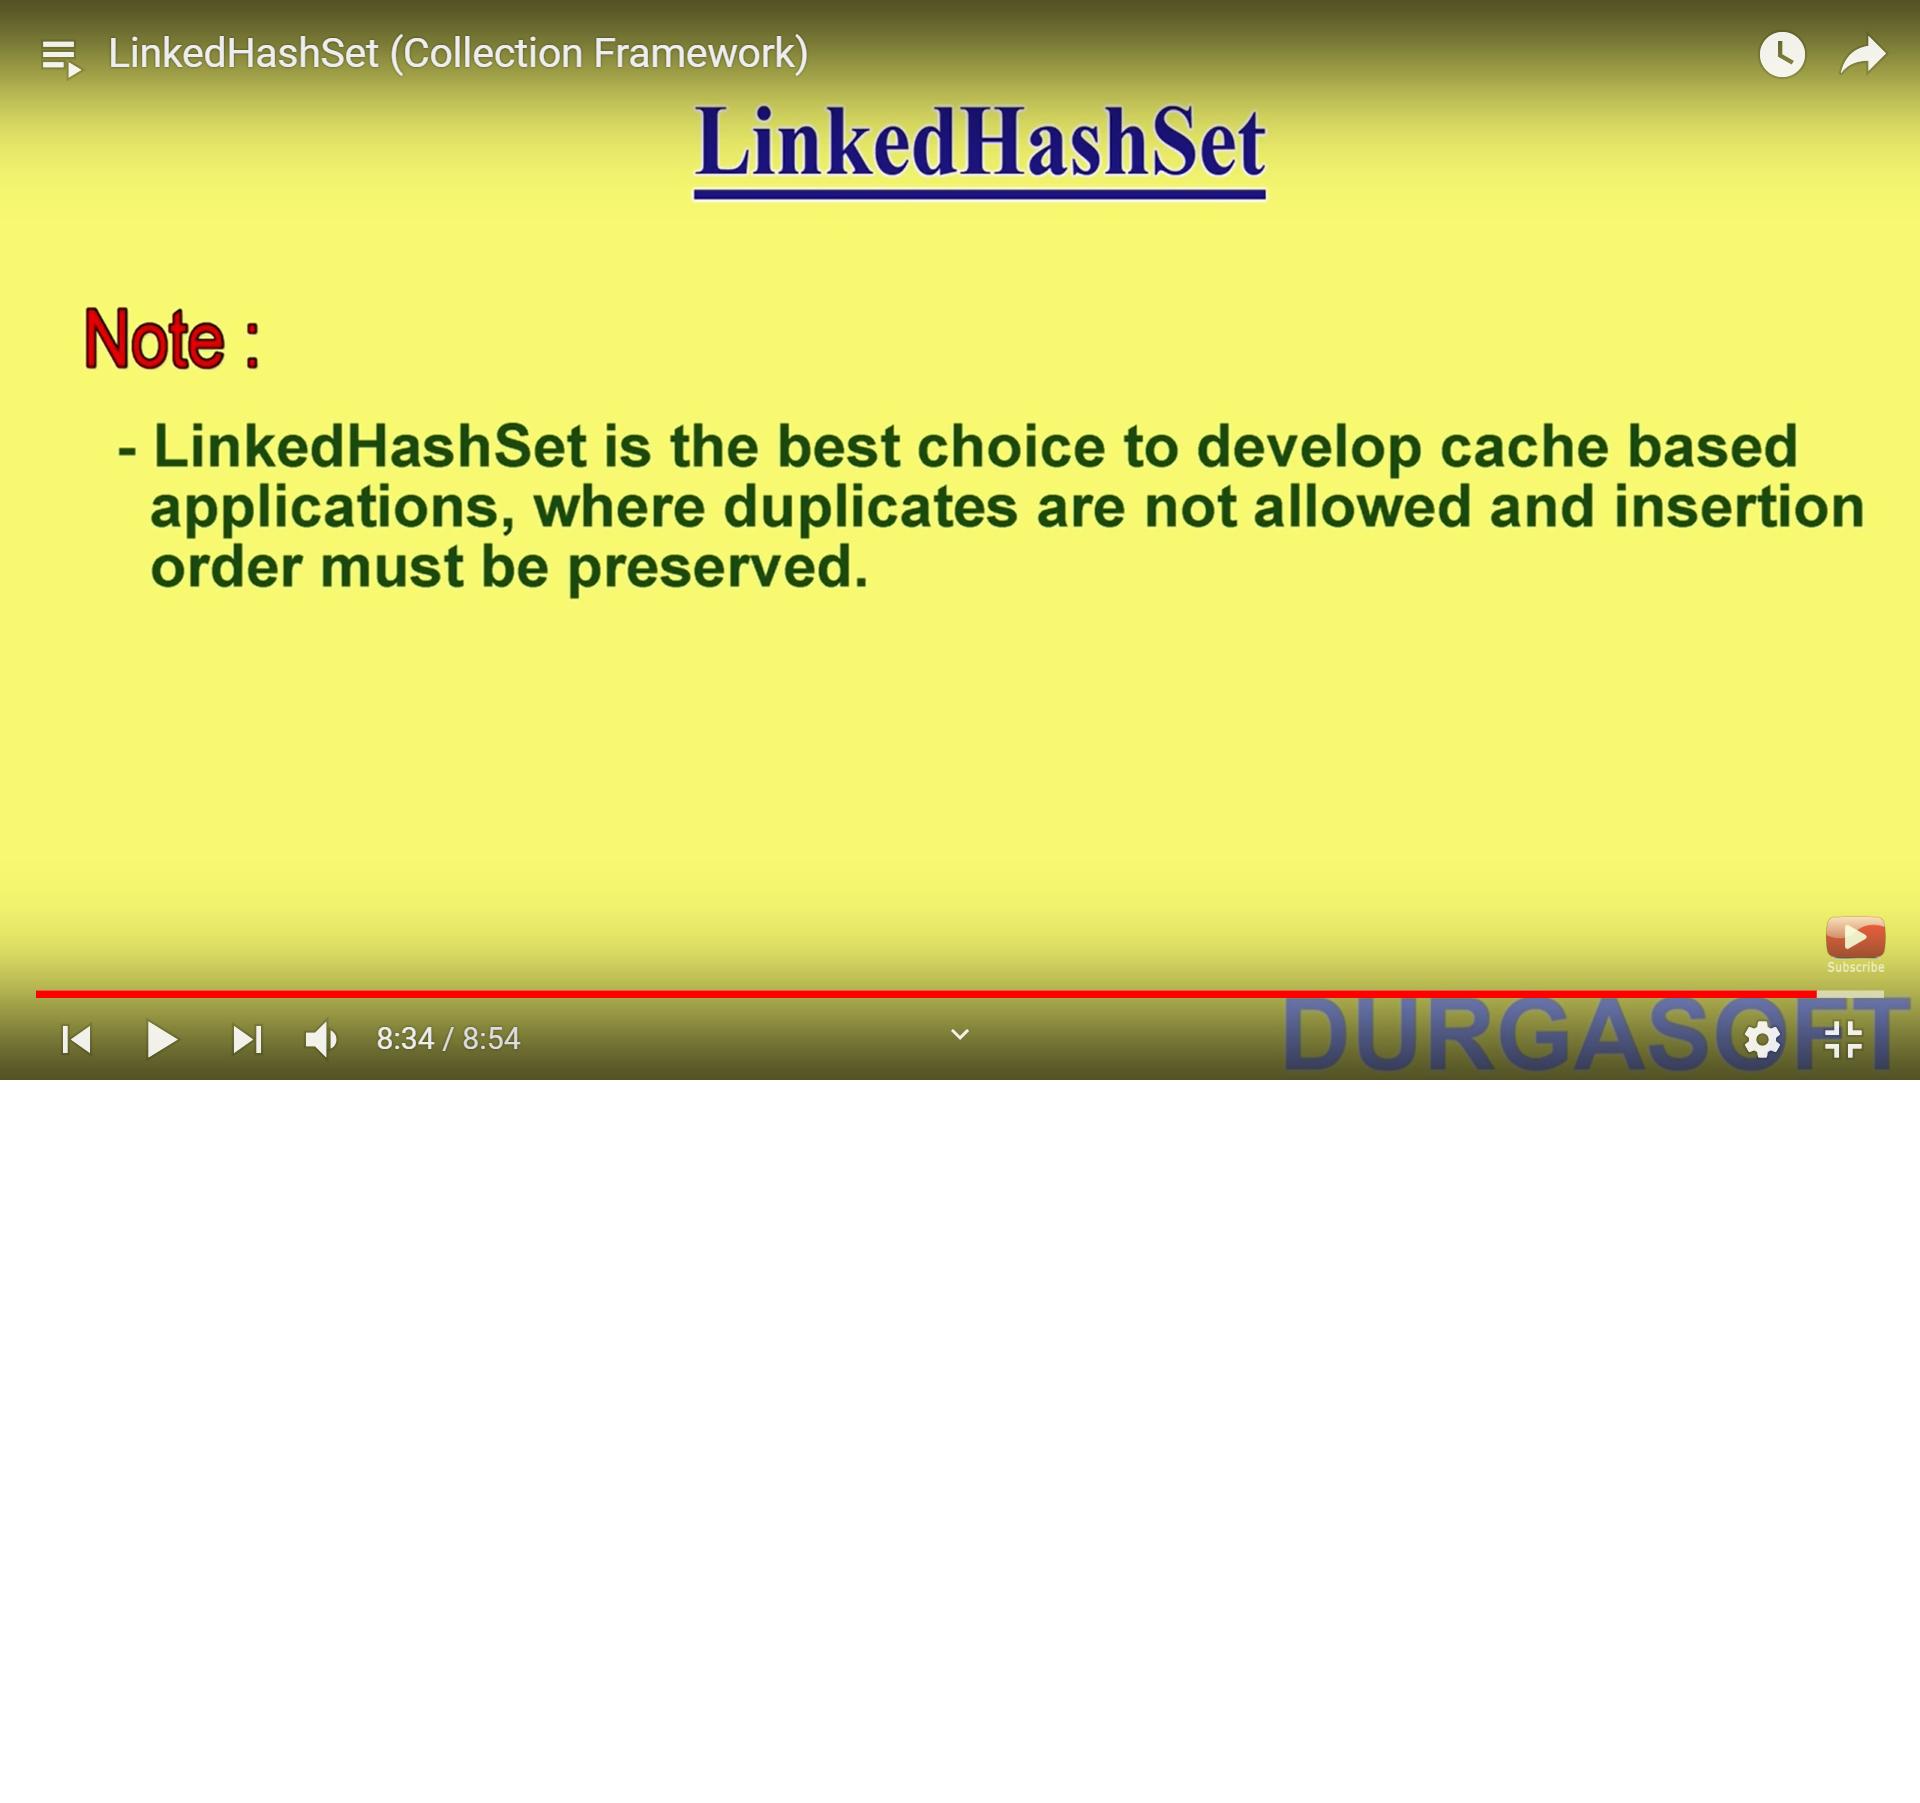 LinkedHashSet (Collection Framework)
LinkedHashSet
Note :
- LinkedHashSet is the best choice to develop cache based
applications, where duplicates are not allowed and insertion
order must be preserved.
Subscribe
8:34 / 8:54
DURGASOFT